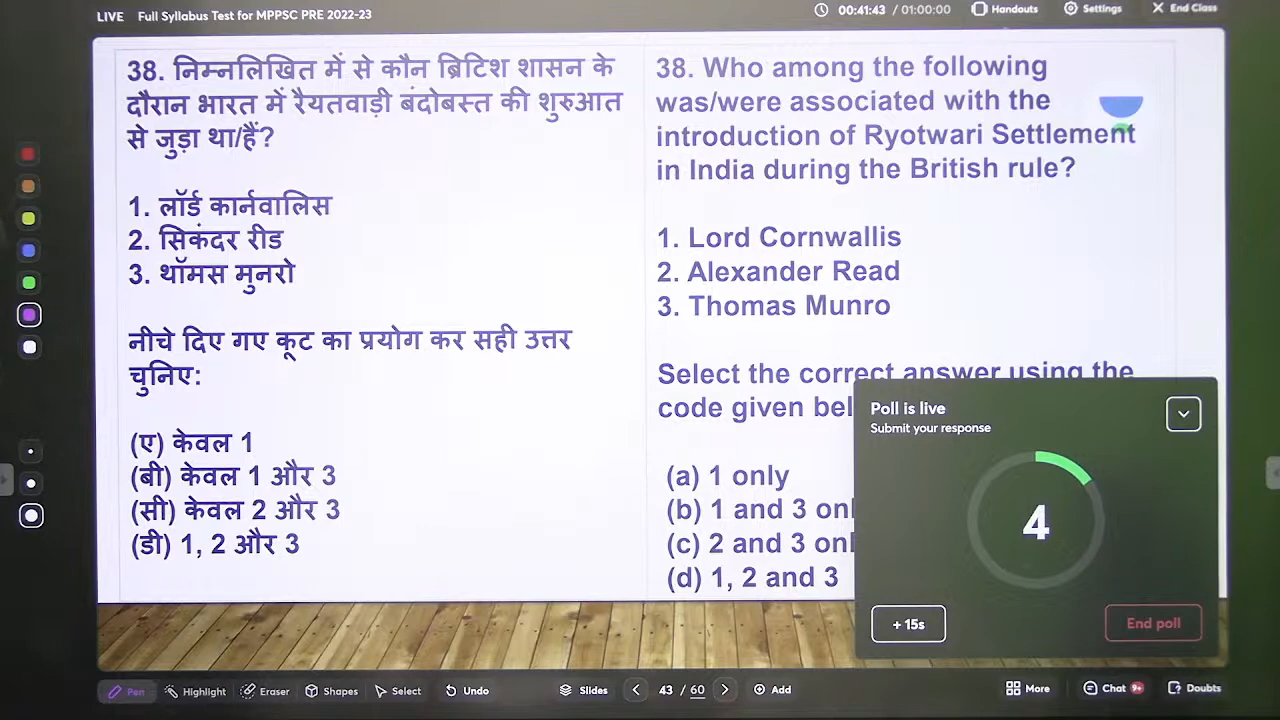 LIVE Full Syllabus Test for MPPSC PRE 2022-23
00:41:43 / 01:00:00 Handouts Settings End Class
38. निम्नलिखित में से कौन ब्रिटिश शासन के
दौरान भारत में रैयतवाड़ी बंदोबस्त की शुरुआत
से जुड़ा था/हैं?
1. लॉर्ड कार्नवालिस
2. सिकंदर रीड
3. थॉमस मुनरो
नीचे दिए गए कूट का प्रयोग कर सही उत्तर
चुनिए:
(ए) केवल 1
(बी) केवल 1 और 3
(सी) केवल 2 और 3
(डी) 1, 2 और 3
38. Who among the following
was/were associated with the
introduction of Ryotwari Settlement
in India during the British rule?
1. Lord Cornwallis
2. Alexander Read
3. Thomas Munro
Select the correct answer using the
code given
(a) 1 only
(b) 1 and 3
(c) 2 and 3
(d) 1, 2 and 3
Poll is live
Submit your response
4
+ 15s
End poll
Pen Highlight Eraser Shapes Select Undo Slides 43 / 60 Add More Chat 9+ Doubts